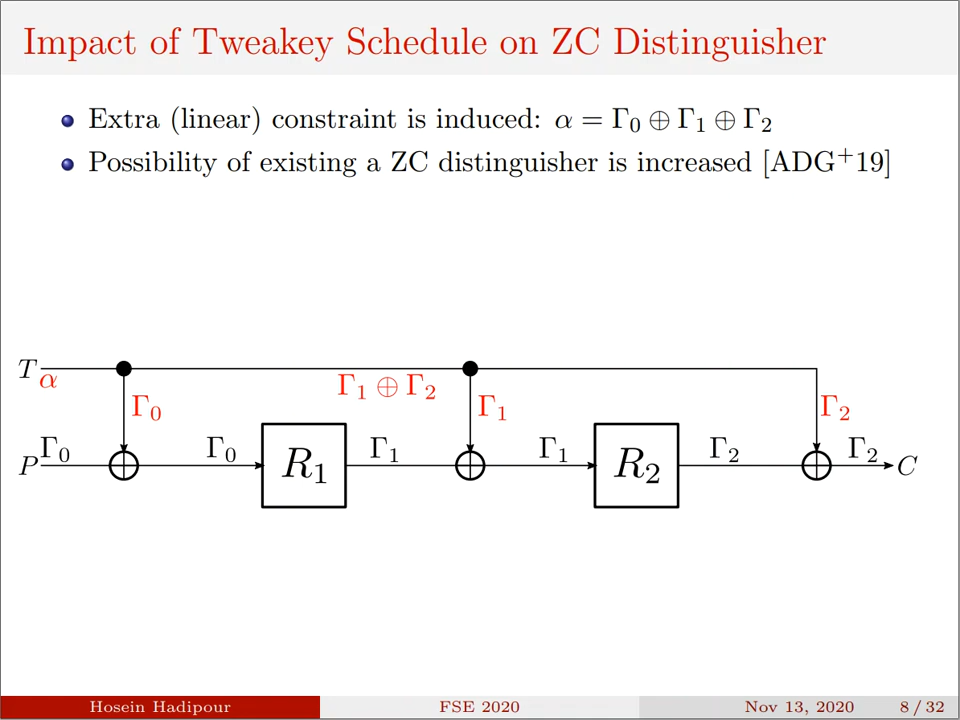 Impact of Tweakey Schedule on ZC Distinguisher
Extra (linear) constraint is induced: α = Γ₀ ⊕ Γ₁ ⊕ Γ₂
Possibility of existing a ZC distinguisher is increased [ADG⁺19]
T
α
Γ₁ ⊕ Γ₂
Γ₀
Γ₁
Γ₂
P
Γ₀
Γ₀
R₁
Γ₁
Γ₁
R₂
Γ₂
Γ₂
C
Hosein Hadipour
FSE 2020
Nov 13, 2020
8 / 32